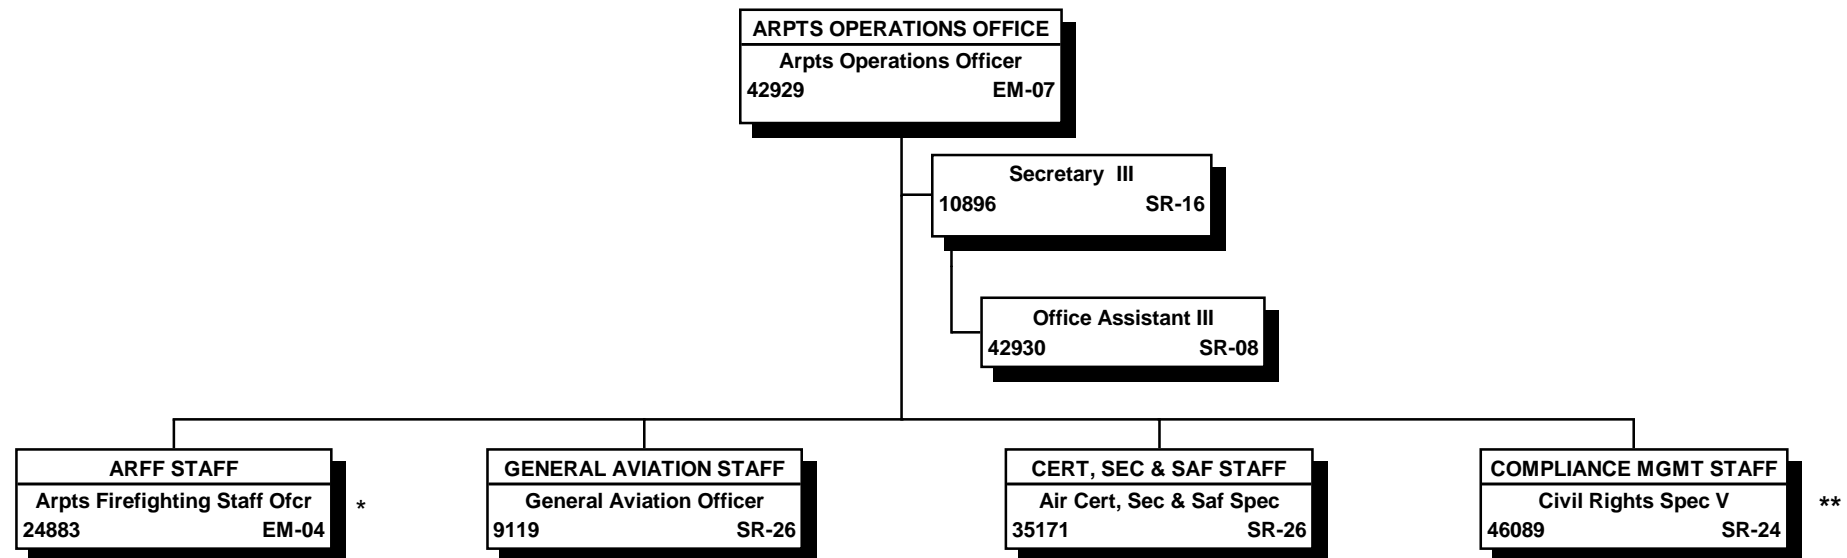 ARPTS OPERATIONS OFFICE
Arpts Operations Officer
42929 EM-07
Secretary III
10896 SR-16
Office Assistant III
42930 SR-08
ARFF STAFF
Arpts Firefighting Staff Ofcr
24883 EM-04
*
GENERAL AVIATION STAFF
General Aviation Officer
9119 SR-26
CERT, SEC & SAF STAFF
Air Cert, Sec & Saf Spec
35171 SR-26
COMPLIANCE MGMT STAFF
Civil Rights Spec V
46089 SR-24
**